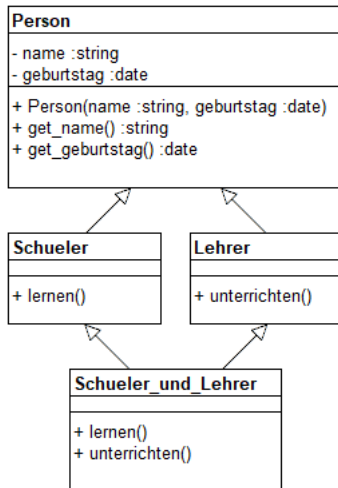 Person
- name :string
- geburtstag :date
+ Person(name :string, geburtstag :date)
+ get_name() :string
+ get_geburtstag() :date
Schueler
+ lernen()
Lehrer
+ unterrichten()
Schueler_und_Lehrer
+ lernen()
+ unterrichten()